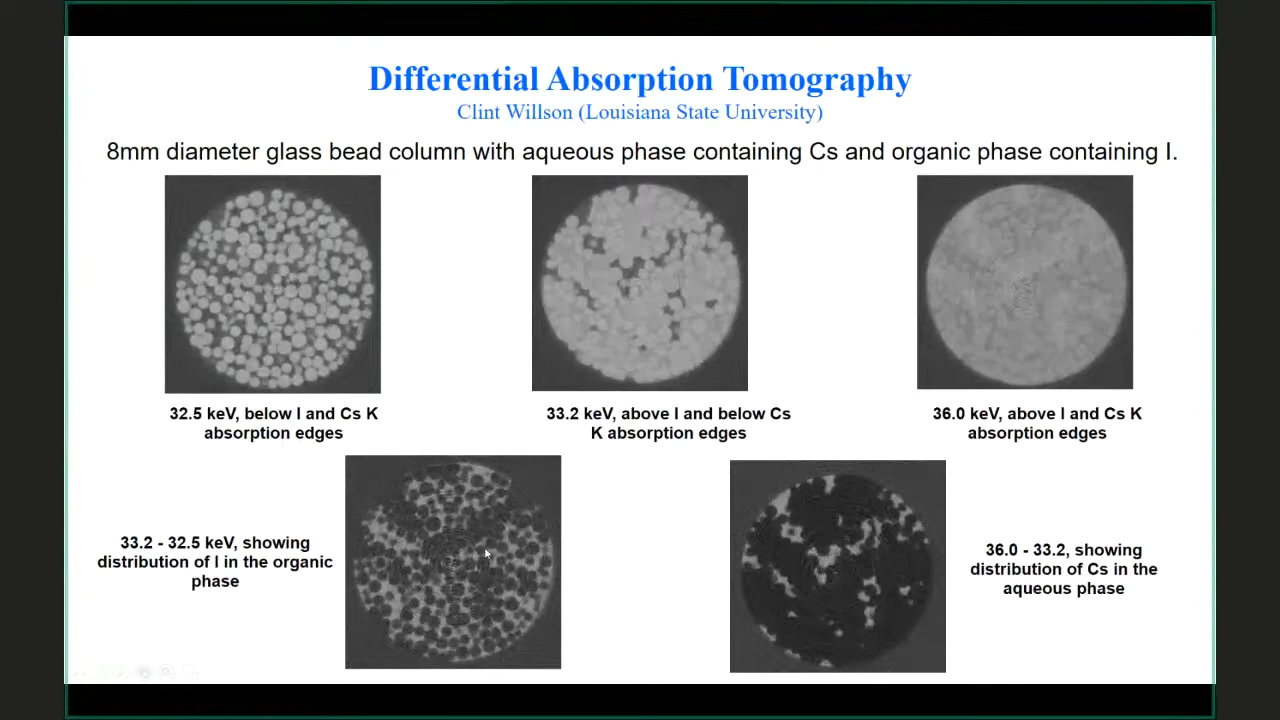 Differential Absorption Tomography
Clint Willson (Louisiana State University)
8mm diameter glass bead column with aqueous phase containing Cs and organic phase containing I.
32.5 keV, below I and Cs K
absorption edges
33.2 keV, above I and below Cs
K absorption edges
36.0 keV, above I and Cs K
absorption edges
33.2 - 32.5 keV, showing
distribution of I in the organic
phase
36.0 - 33.2, showing
distribution of Cs in the
aqueous phase